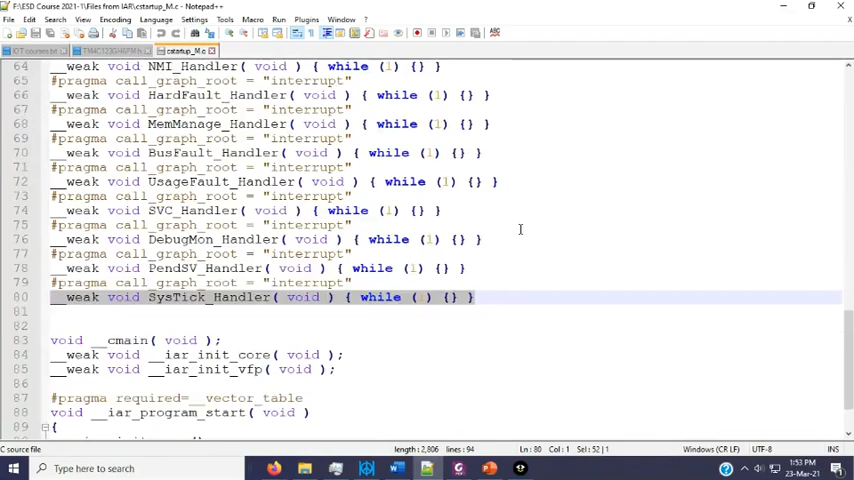 F:\ESD Course 2021-1\Files from IAR\cstartup_M.c - Notepad++
File Edit Search View Encoding Language Settings Tools Macro Run Plugins Window ?
IOT courses.txt TM4C123GH6PM.h cstartup_M.c
64 __weak void NMI_Handler( void ) { while (1) {} }
65 #pragma call_graph_root = "interrupt"
66 __weak void HardFault_Handler( void ) { while (1) {} }
67 #pragma call_graph_root = "interrupt"
68 __weak void MemManage_Handler( void ) { while (1) {} }
69 #pragma call_graph_root = "interrupt"
70 __weak void BusFault_Handler( void ) { while (1) {} }
71 #pragma call_graph_root = "interrupt"
72 __weak void UsageFault_Handler( void ) { while (1) {} }
73 #pragma call_graph_root = "interrupt"
74 __weak void SVC_Handler( void ) { while (1) {} }
75 #pragma call_graph_root = "interrupt"
76 __weak void DebugMon_Handler( void ) { while (1) {} }
77 #pragma call_graph_root = "interrupt"
78 __weak void PendSV_Handler( void ) { while (1) {} }
79 #pragma call_graph_root = "interrupt"
80 __weak void SysTick_Handler( void ) { while (1) {} }
81
82
83 void __cmain( void );
84 __weak void __iar_init_core( void );
85 __weak void __iar_init_vfp( void );
86
87 #pragma required=__vector_table
88 void __iar_program_start( void )
89 {
C source file length : 2,806 lines : 94 Ln : 80 Col : 1 Sel : 52 | 1 Windows (CR LF) UTF-8 INS
Type here to search 1:53 PM
23-Mar-21